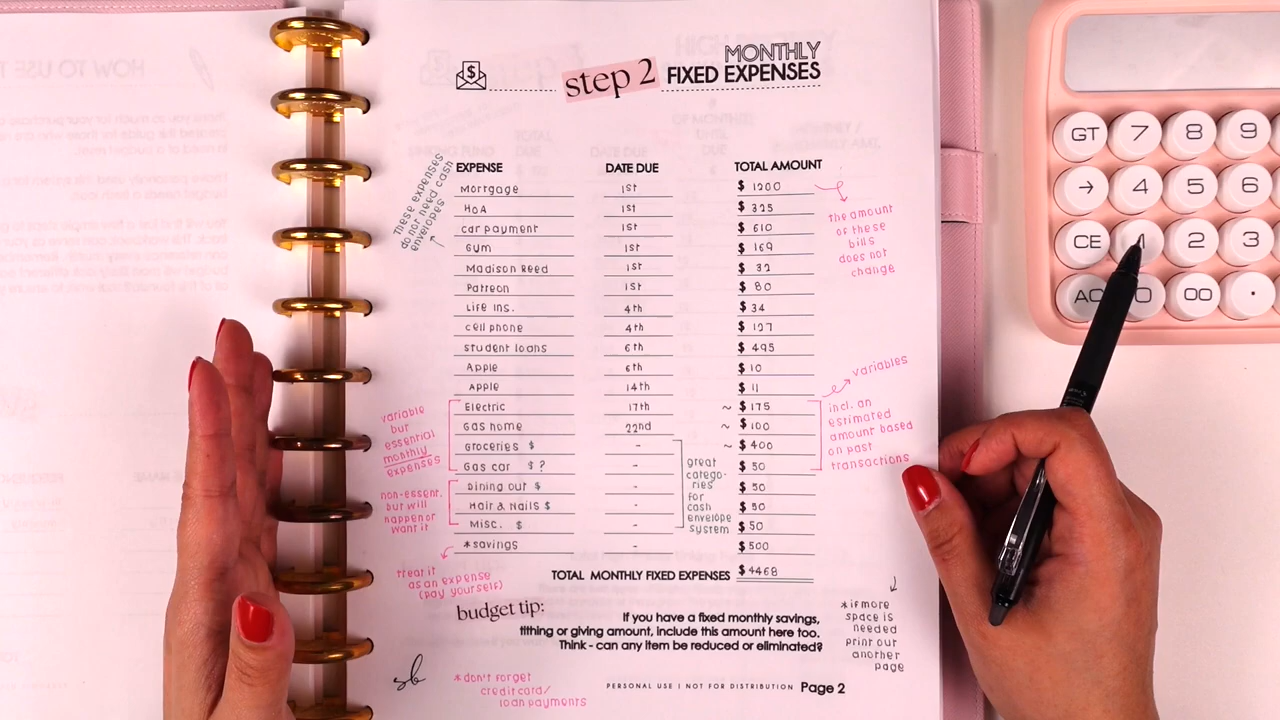 MONTHLY
step 2 FIXED EXPENSES
EXPENSE DATE DUE TOTAL AMOUNT
Mortgage 1st $ 1200
HOA 1st $ 325
car payment 1st $ 610
Gym 1st $ 169
Madison Reed 1st $ 32
Patreon 1st $ 80
Life Ins. 4th $ 34
cell phone 4th $ 127
student loans 6th $ 495
Apple 6th $ 10
Apple 14th $ 11
Electric 17th ~ $ 175
Gas home 22nd ~ $ 100
Groceries $ - ~ $ 400
Gas car $ ? - $ 50
Dining out $ - $ 50
Hair & Nails $ - $ 50
Misc. $ - $ 50
*savings - $ 500
TOTAL MONTHLY FIXED EXPENSES $ 4468
These expenses
do not need cash
envelopes
the amount
of these
bills
does not
change
variables
incl. an
estimated
amount based
on past
transactions
variable
but
essential
monthly
expenses
non-essent.
but will
happen or
want it
great
catego-
ries
for
cash
envelope
system
treat it
as an expense
(pay yourself)
budget tip:
If you have a fixed monthly savings,
tithing or giving amount, include this amount here too.
Think - can any item be reduced or eliminated?
*if more
space is
needed
print out
another
page
sb
*don't forget
credit card/
loan payments
PERSONAL USE | NOT FOR DISTRIBUTION Page 2
GT 7 8 9
→ 4 5 6
CE 1 2 3
AC 0 00 .